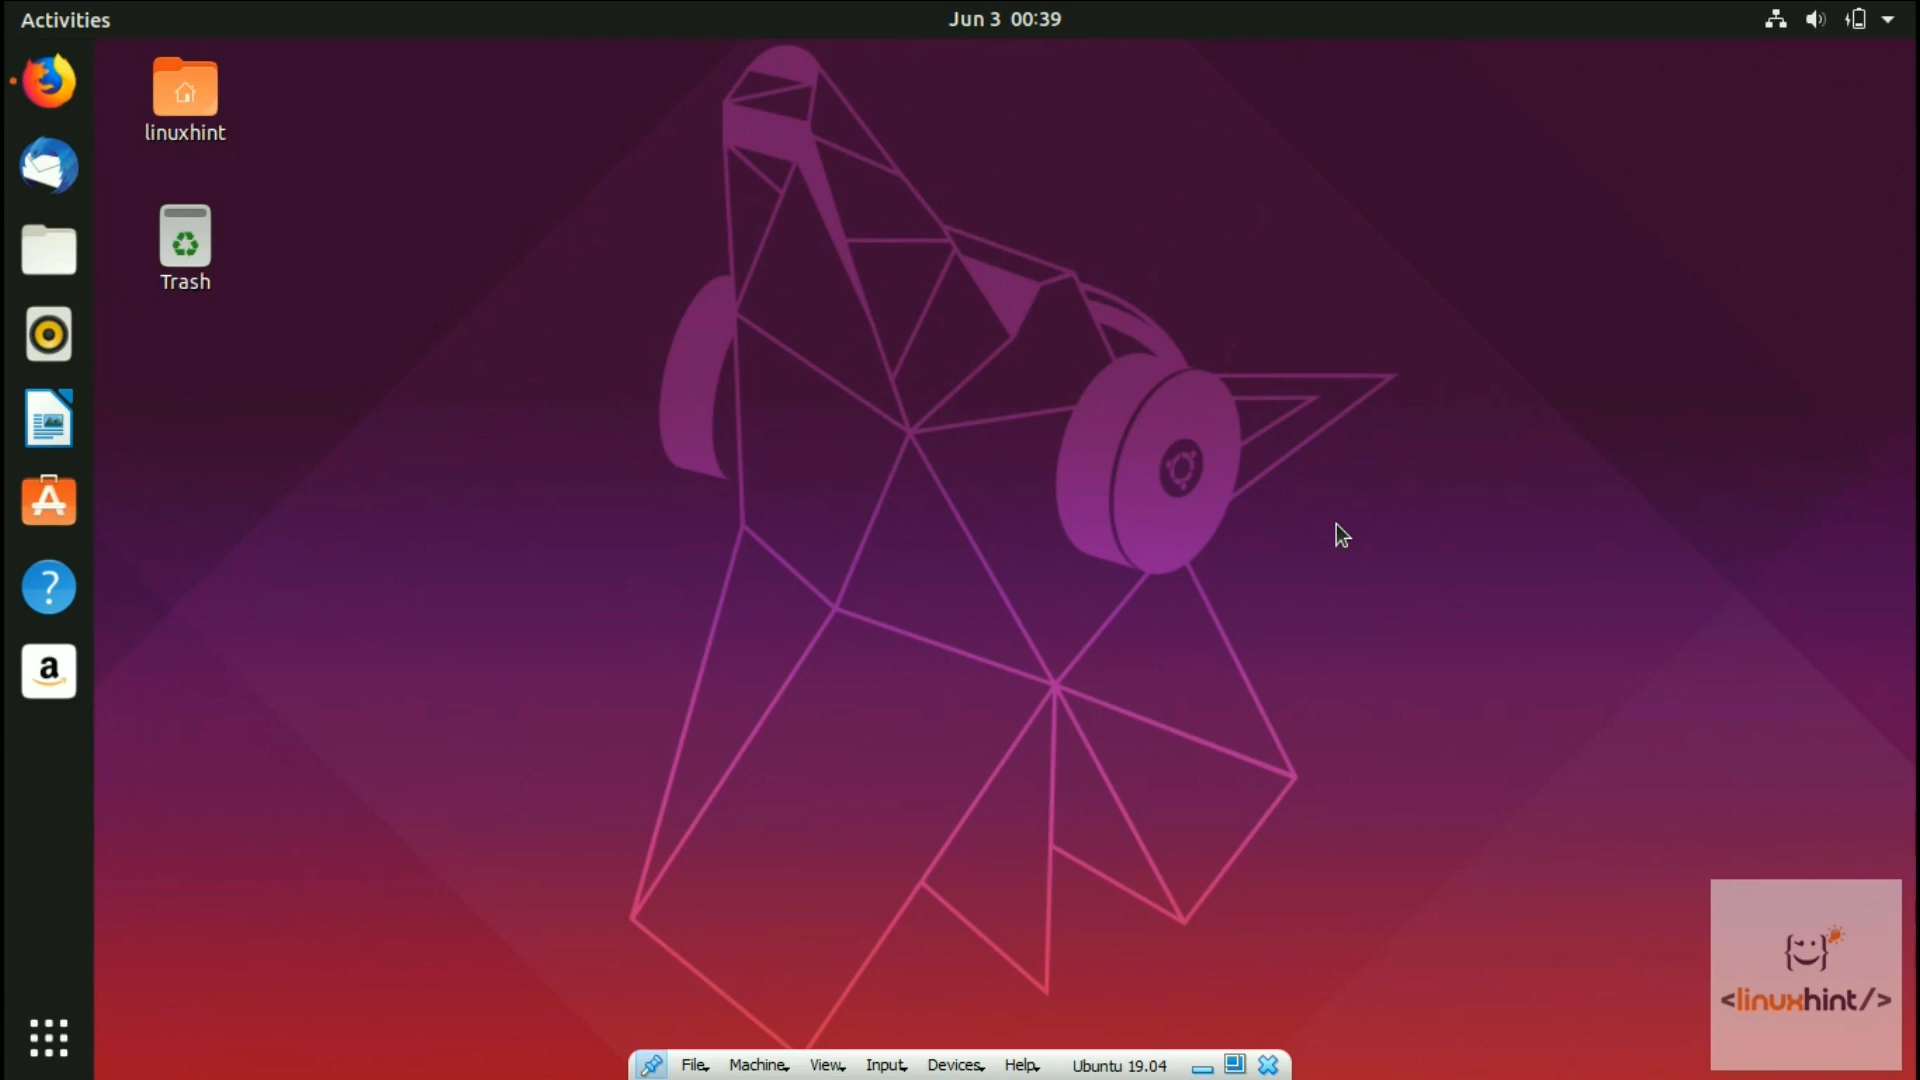 Activities
Jun 3 00:39
linuxhint
Trash
?
a
<linuxhint/>
File
Machine
View
Input
Devices
Help
Ubuntu 19.04